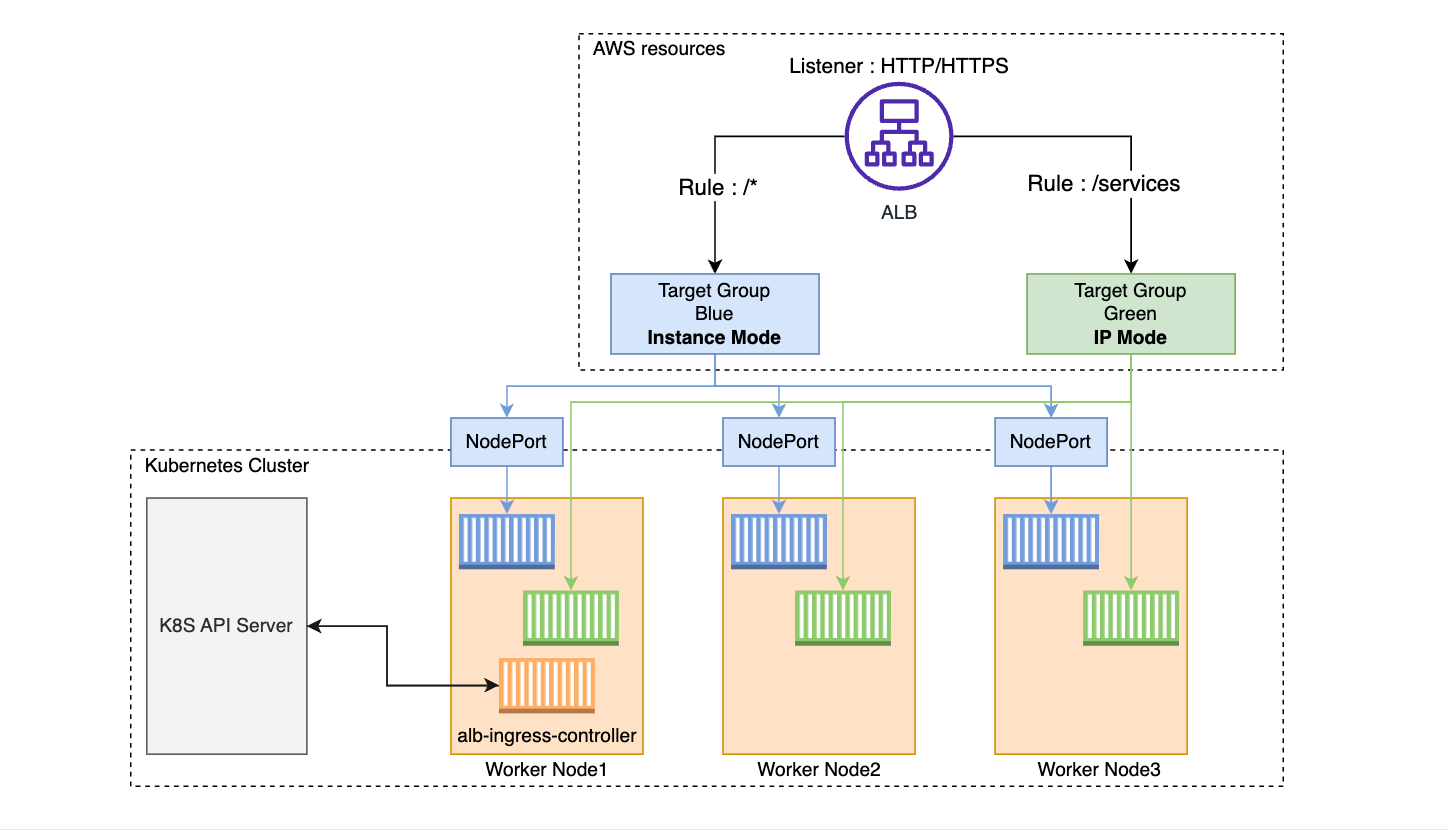 AWS resources
Listener : HTTP/HTTPS
Rule : /*
Rule : /services
ALB
Target Group
Blue
Instance Mode
Target Group
Green
IP Mode
NodePort
NodePort
NodePort
Kubernetes Cluster
K8S API Server
alb-ingress-controller
Worker Node1
Worker Node2
Worker Node3